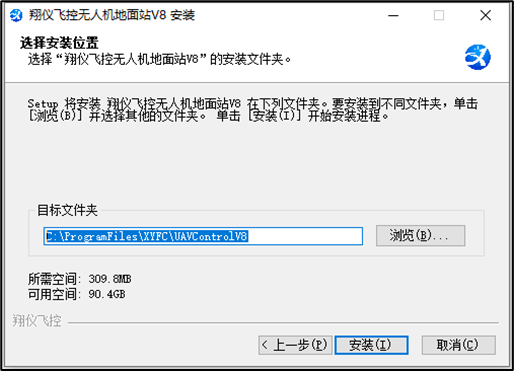 翔仪飞控无人机地面站V8 安装
选择安装位置
选择“翔仪飞控无人机地面站V8”的安装文件夹。
Setup 将安装 翔仪飞控无人机地面站V8 在下列文件夹。要安装到不同文件夹，单击
[浏览(B)] 并选择其他的文件夹。 单击 [安装(I)] 开始安装进程。
目标文件夹
C:\ProgramFiles\XYFC\UAVControlV8
浏览(B)...
所需空间: 309.8MB
可用空间: 90.4GB
翔仪飞控
< 上一步(P)
安装(I)
取消(C)